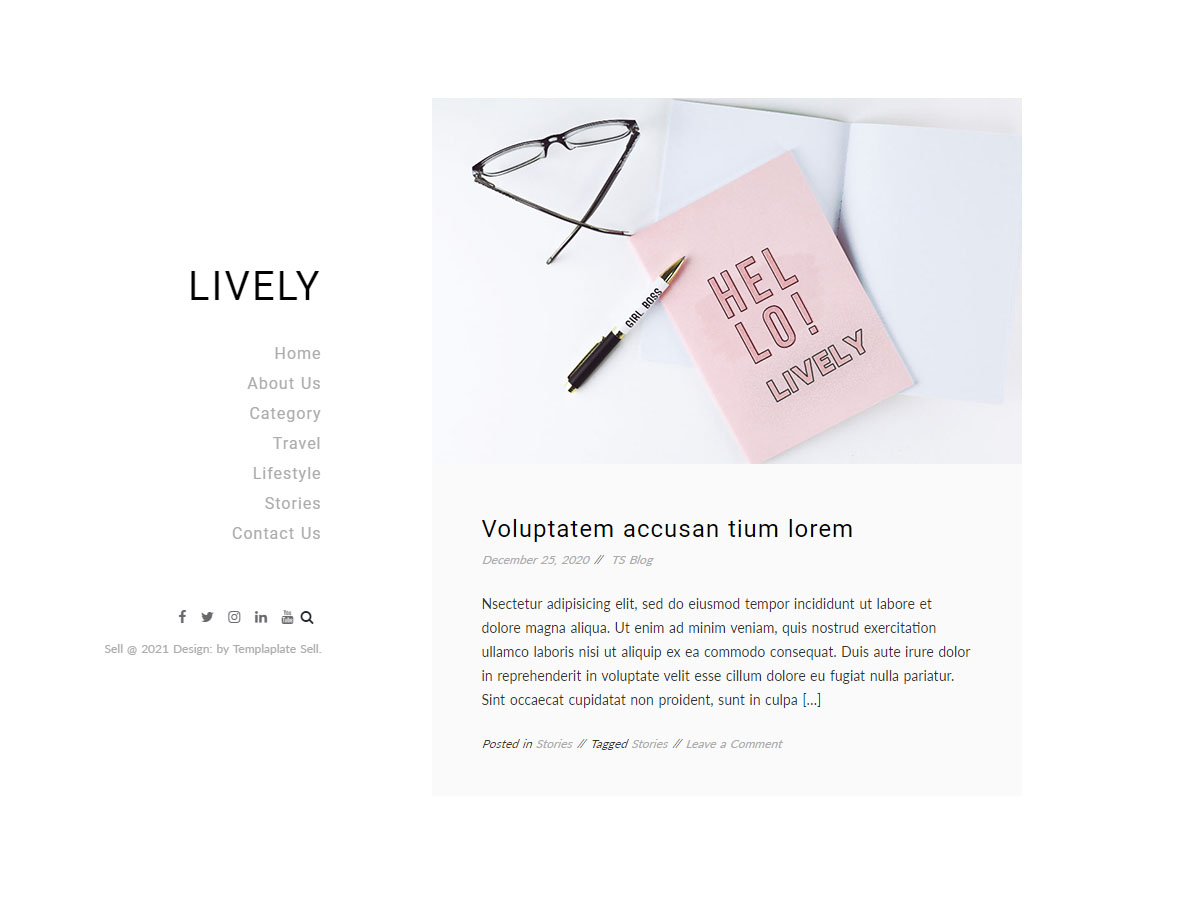 LIVELY
Home
About Us
Category
Travel
Lifestyle
Stories
Contact Us
You
Tube
Sell @ 2021 Design: by Templaplate Sell.
GIRL BOSS
HEL
LO!
LIVELY
Voluptatem accusan tium lorem
December 25, 2020 // TS Blog
Nsectetur adipisicing elit, sed do eiusmod tempor incididunt ut labore et
dolore magna aliqua. Ut enim ad minim veniam, quis nostrud exercitation
ullamco laboris nisi ut aliquip ex ea commodo consequat. Duis aute irure dolor
in reprehenderit in voluptate velit esse cillum dolore eu fugiat nulla pariatur.
Sint occaecat cupidatat non proident, sunt in culpa […]
Posted in Stories // Tagged Stories // Leave a Comment